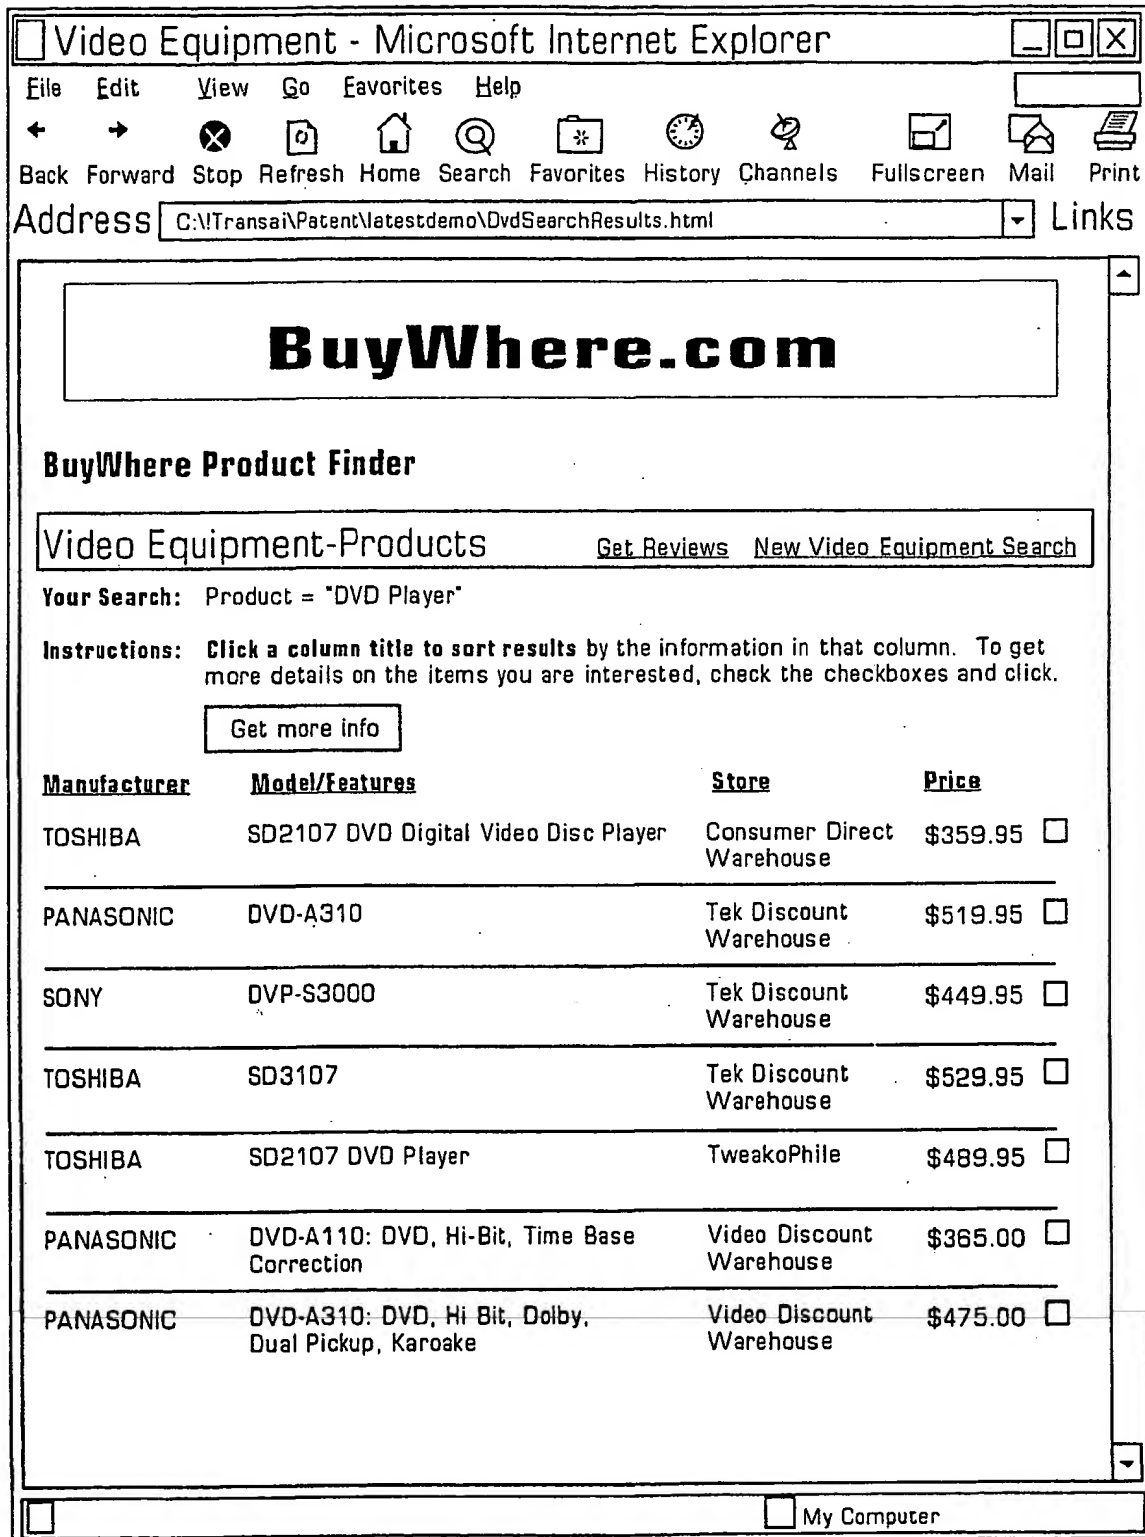 Video Equipment - Microsoft Internet Explorer
File Edit View Go Favorites Help
Back Forward Stop Refresh Home Search Favorites History Channels Fullscreen Mail Print
Address C:\!Transai\Patent\latestdemo\DvdSearchResults.html Links
BuyWhere.com
BuyWhere Product Finder
Video Equipment-Products Get Reviews New Video Equipment Search
Your Search: Product = "DVD Player"
Instructions: Click a column title to sort results by the information in that column. To get
more details on the items you are interested, check the checkboxes and click.
Get more info
Manufacturer Model/Features Store Price
TOSHIBA SD2107 DVD Digital Video Disc Player Consumer Direct $359.95
Warehouse
PANASONIC DVD-A310 Tek Discount $519.95
Warehouse
SONY DVP-S3000 Tek Discount $449.95
Warehouse
TOSHIBA SD3107 Tek Discount $529.95
Warehouse
TOSHIBA SD2107 DVD Player TweakoPhile $489.95
PANASONIC DVD-A110: DVD, Hi-Bit, Time Base Video Discount $365.00
Correction Warehouse
PANASONIC DVD-A310: DVD, Hi Bit, Dolby, Video Discount $475.00
Dual Pickup, Karoake Warehouse
My Computer